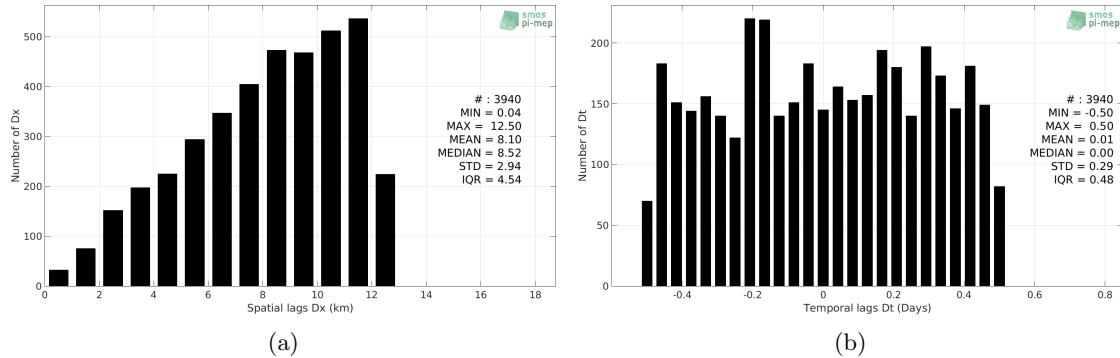 smos
pi-mep
500
400
300
200
100
0
Number of Dx
# : 3940
MIN = 0.04
MAX = 12.50
MEAN = 8.10
MEDIAN = 8.52
STD = 2.94
IQR = 4.54
0 2 4 6 8 10 12 14 16 18
Spatial lags Dx (km)
(a)
smos
pi-mep
200
150
100
50
0
Number of Dt
# : 3940
MIN = -0.50
MAX = 0.50
MEAN = 0.01
MEDIAN = 0.00
STD = 0.29
IQR = 0.48
-0.4 -0.2 0 0.2 0.4 0.6 0.8
Temporal lags Dt (Days)
(b)